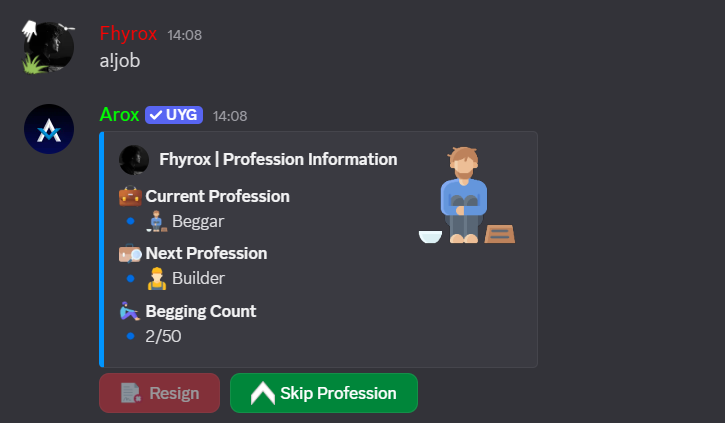 Fhyrox 14:08
a!job
Arox UYG 14:08
Fhyrox | Profession Information
Current Profession
Beggar
Next Profession
Builder
Begging Count
2/50
Resign
Skip Profession